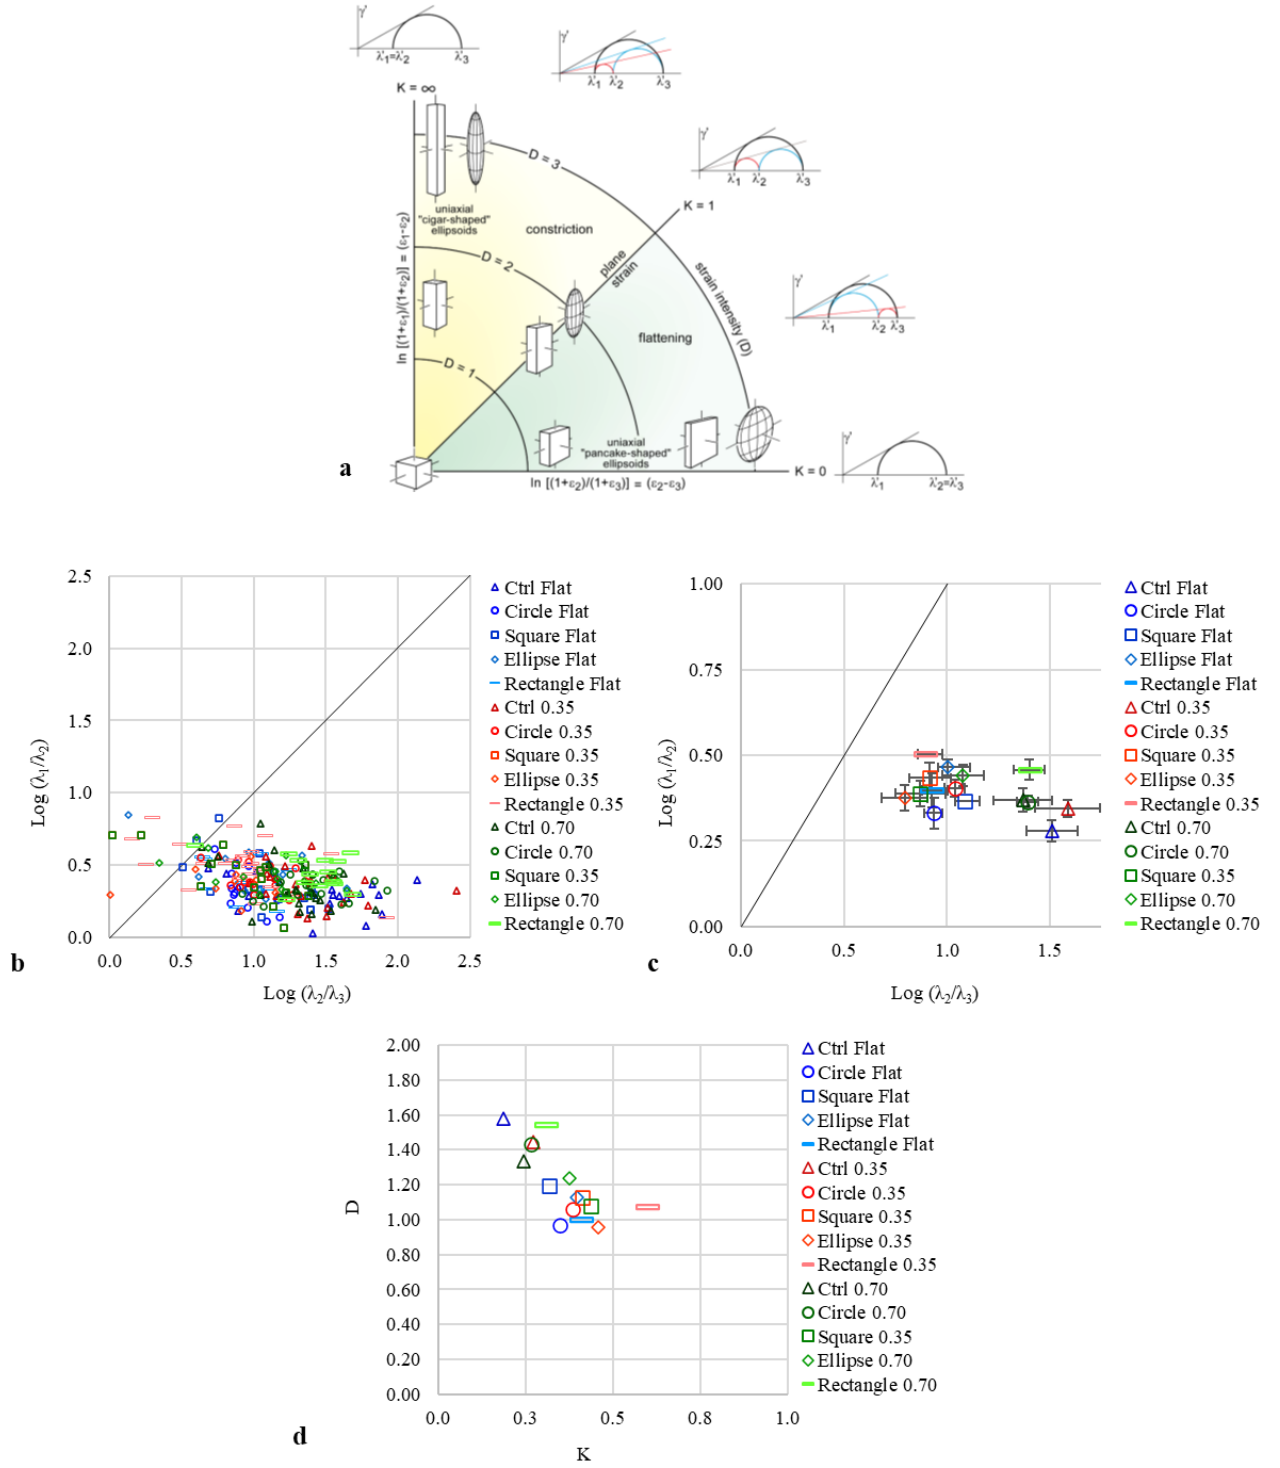 γ'
λ'1=λ'2
λ'3
γ'
λ'1
λ'2
λ'3
K = ∞
γ'
λ'1
λ'2
λ'3
D = 3
K = 1
uniaxial
"cigar-shaped"
ellipsoids
constriction
ln [(1+ε1)/(1+ε2)] = (ε1-ε2)
D = 2
plane
strain
strain intensity (D)
γ'
λ'1
λ'2
λ'3
flattening
D = 1
uniaxial
"pancake-shaped"
ellipsoids
γ'
λ'1
λ'2=λ'3
K = 0
a
ln [(1+ε2)/(1+ε3)] = (ε2-ε3)
2.5
2.0
1.5
1.0
0.5
0.0
Log (λ1/λ2)
0.0
0.5
1.0
1.5
2.0
2.5
Log (λ2/λ3)
Ctrl Flat
Circle Flat
Square Flat
Ellipse Flat
Rectangle Flat
Ctrl 0.35
Circle 0.35
Square 0.35
Ellipse 0.35
Rectangle 0.35
Ctrl 0.70
Circle 0.70
Square 0.35
Ellipse 0.70
Rectangle 0.70
b
1.00
0.75
0.50
0.25
0.00
Log (λ1/λ2)
0.0
0.5
1.0
1.5
Log (λ2/λ3)
Ctrl Flat
Circle Flat
Square Flat
Ellipse Flat
Rectangle Flat
Ctrl 0.35
Circle 0.35
Square 0.35
Ellipse 0.35
Rectangle 0.35
Ctrl 0.70
Circle 0.70
Square 0.35
Ellipse 0.70
Rectangle 0.70
c
2.00
1.80
1.60
1.40
1.20
1.00
0.80
0.60
0.40
0.20
0.00
D
0.0
0.3
0.5
0.8
1.0
K
Ctrl Flat
Circle Flat
Square Flat
Ellipse Flat
Rectangle Flat
Ctrl 0.35
Circle 0.35
Square 0.35
Ellipse 0.35
Rectangle 0.35
Ctrl 0.70
Circle 0.70
Square 0.35
Ellipse 0.70
Rectangle 0.70
d